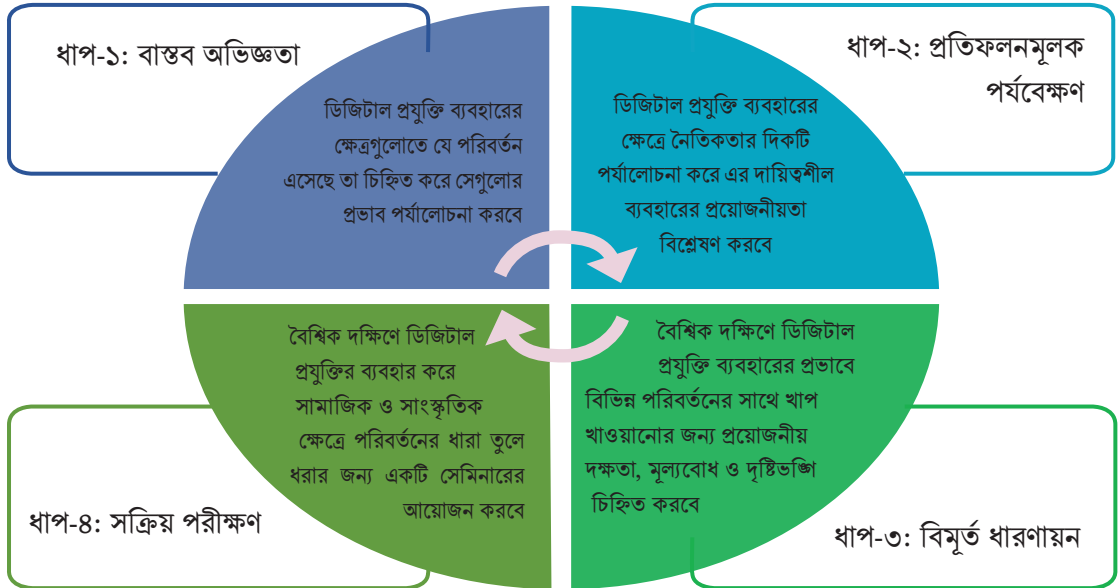 ধাপ-১: বাস্তব অভিজ্ঞতা
ডিজিটাল প্রযুক্তি ব্যবহারের
ক্ষেত্রগুলোতে যে পরিবর্তন
এসেছে তা চিহ্নিত করে সেগুলোর
প্রভাব পর্যালোচনা করবে
ধাপ-২: প্রতিফলনমূলক
পর্যবেক্ষণ
ডিজিটাল প্রযুক্তি ব্যবহারের
ক্ষেত্রে নৈতিকতার দিকটি
পর্যালোচনা করে এর দায়িত্বশীল
ব্যবহারের প্রয়োজনীয়তা
বিশ্লেষণ করবে
বৈশ্বিক দক্ষিণে ডিজিটাল
প্রযুক্তি ব্যবহারের প্রভাবে
বিভিন্ন পরিবর্তনের সাথে খাপ
খাওয়ানোর জন্য প্রয়োজনীয়
দক্ষতা, মূল্যবোধ ও দৃষ্টিভঙ্গি
চিহ্নিত করবে
ধাপ-৩: বিমূর্ত ধারণায়ন
বৈশ্বিক দক্ষিণে ডিজিটাল
প্রযুক্তির ব্যবহার করে
সামাজিক ও সাংস্কৃতিক
ক্ষেত্রে পরিবর্তনের ধারা তুলে
ধরার জন্য একটি সেমিনারের
আয়োজন করবে
ধাপ-৪: সক্রিয় পরীক্ষণ